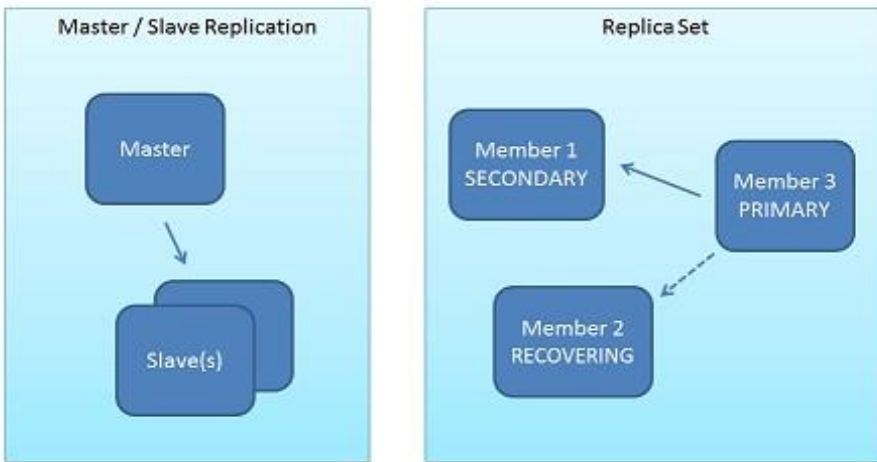 Master / Slave Replication
Master
Slave(s)
Replica Set
Member 1
SECONDARY
Member 3
PRIMARY
Member 2
RECOVERING